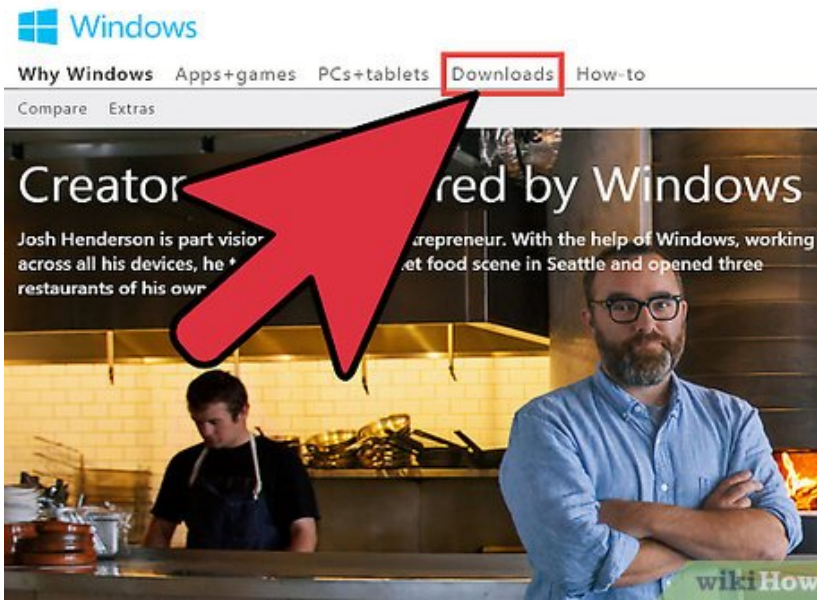 Windows
Why Windows Apps+games PCs+tablets Downloads How-to
Compare Extras
Creator red by Windows
Josh Henderson is part trepreneur. With the help of Windows, working
across all his devices, he et food scene in Seattle and opened three
restaurants of his own
wikiHow